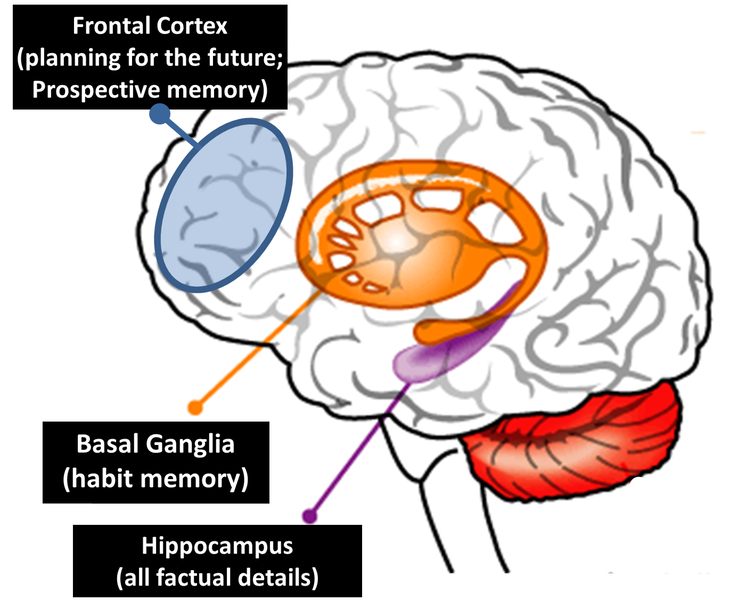 Frontal Cortex
(planning for the future;
Prospective memory)
Basal Ganglia
(habit memory)
Hippocampus
(all factual details)